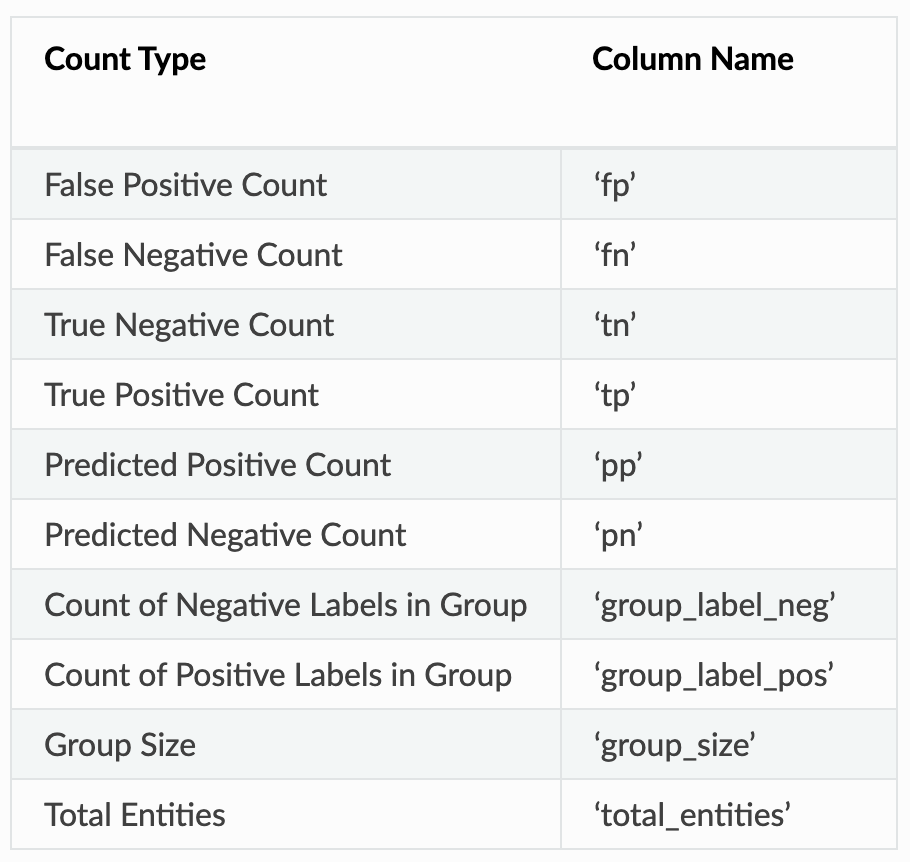 Count Type Column Name
False Positive Count ‘fp’
False Negative Count ‘fn’
True Negative Count ‘tn’
True Positive Count ‘tp’
Predicted Positive Count ‘pp’
Predicted Negative Count ‘pn’
Count of Negative Labels in Group ‘group_label_neg’
Count of Positive Labels in Group ‘group_label_pos’
Group Size ‘group_size’
Total Entities ‘total_entities’